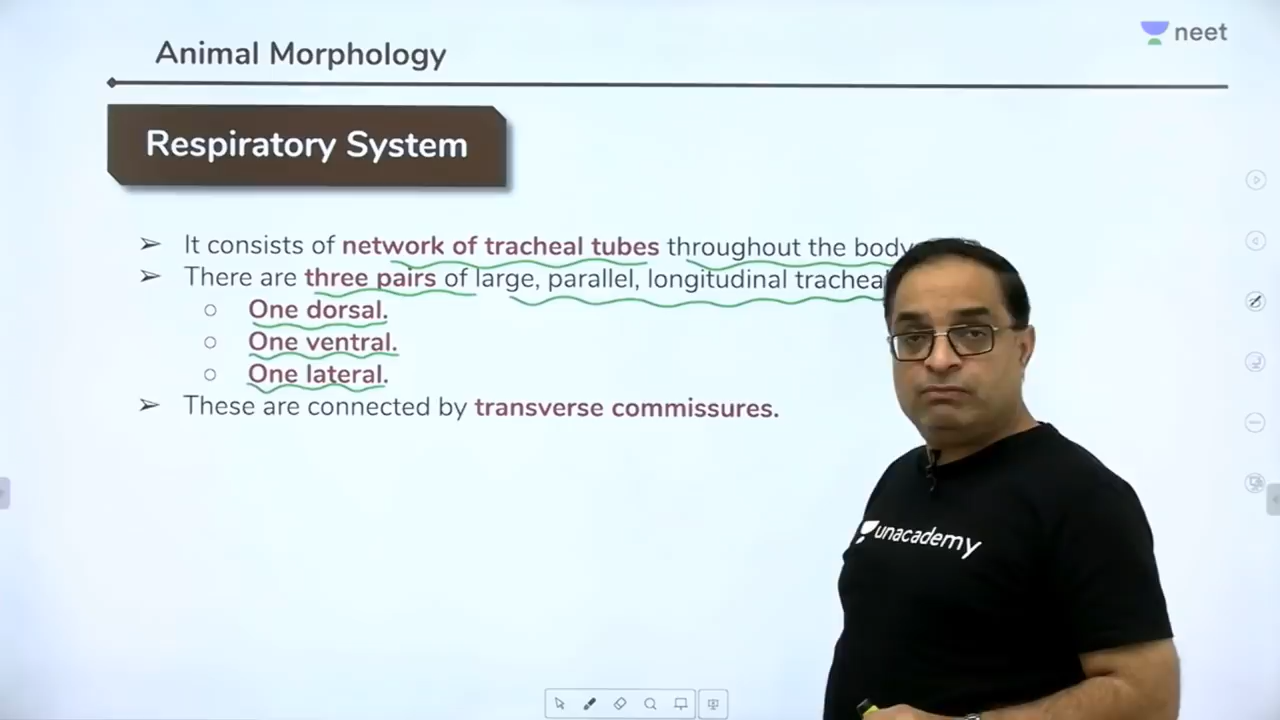 Animal Morphology
neet
Respiratory System
➢ It consists of network of tracheal tubes throughout the body
➢ There are three pairs of large, parallel, longitudinal tracheal
○ One dorsal.
○ One ventral.
○ One lateral.
➢ These are connected by transverse commissures.
unacademy